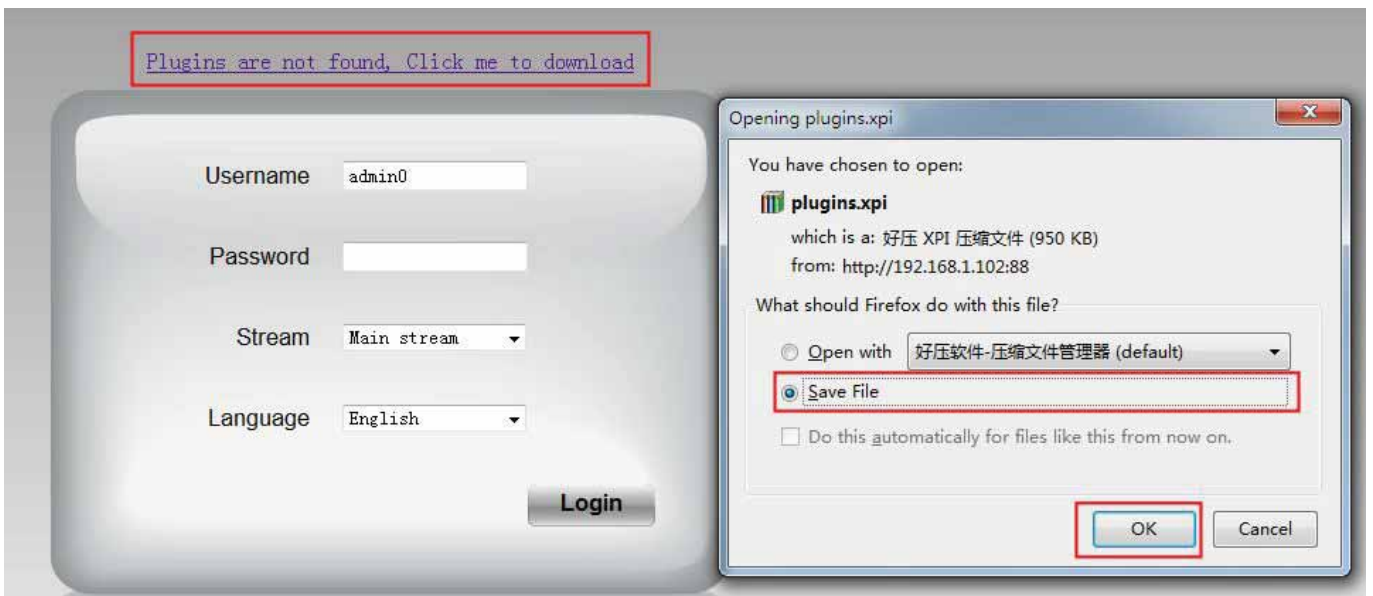 Plugins are not found, Click me to download
Username admin0
Password
Stream Main stream
Language English
Login
Opening plugins.xpi
You have chosen to open:
plugins.xpi
which is a: 好压 XPI 压缩文件 (950 KB)
from: http://192.168.1.102:88
What should Firefox do with this file?
Open with 好压软件-压缩文件管理器 (default)
Save File
Do this automatically for files like this from now on.
OK Cancel